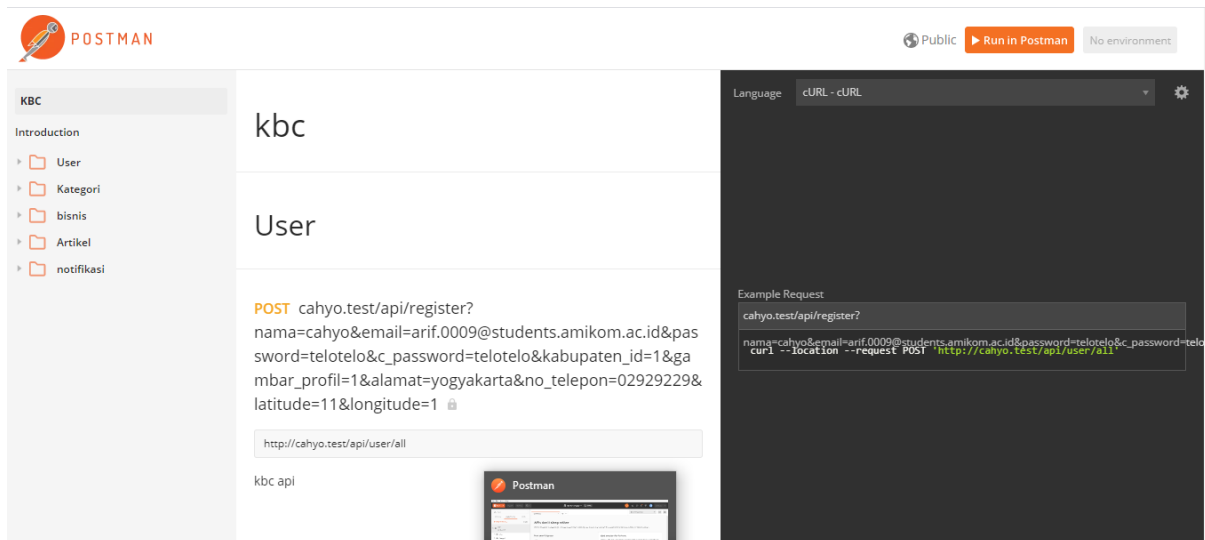 POSTMAN
Public
Run in Postman
No environment
KBC
Introduction
User
Kategori
bisnis
Artikel
notifikasi
kbc
User
POST cahyo.test/api/register?
nama=cahyo&email=arif.0009@students.amikom.ac.id&pas
sword=telotelo&c_password=telotelo&kabupaten_id=1&ga
mbar_profil=1&alamat=yogyakarta&no_telepon=02929229&
latitude=11&longitude=1
http://cahyo.test/api/user/all
kbc api
Postman
Language
cURL - cURL
Example Request
cahyo.test/api/register?
nama=cahyo&email=arif.0009@students.amikom.ac.id&password=telotelo&c_password=telo
curl --location --request POST 'http://cahyo.test/api/user/all'